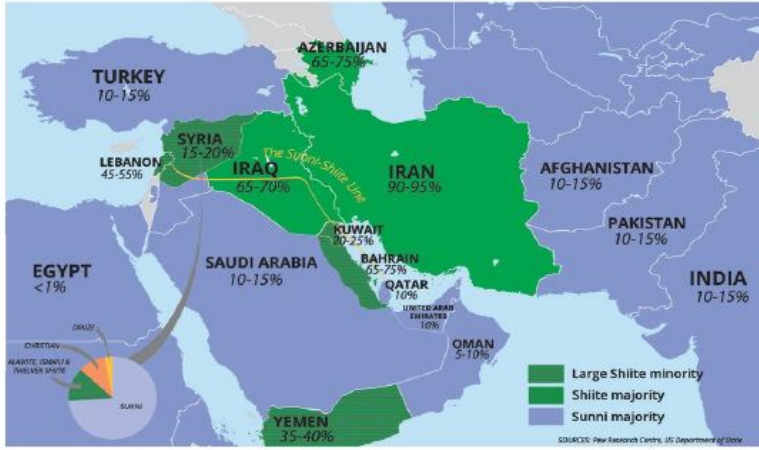 AZERBAIJAN
65-75%
TURKEY
10-15%
SYRIA
15-20%
LEBANON
45-55%
The Sunni-Shiite Line
IRAQ
65-70%
IRAN
90-95%
AFGHANISTAN
10-15%
PAKISTAN
10-15%
INDIA
10-15%
KUWAIT
20-25%
BAHRAIN
65-75%
QATAR
10%
UNITED ARAB
EMIRATES
10%
OMAN
5-10%
SAUDI ARABIA
10-15%
EGYPT
<1%
DRUZE
CHRISTIAN
ALAWITE, ISMAILI &
TWELVER SHIITE
SUNNI
YEMEN
35-40%
Large Shiite minority
Shiite majority
Sunni majority
SOURCES: Pew Research Centre, US Department of State